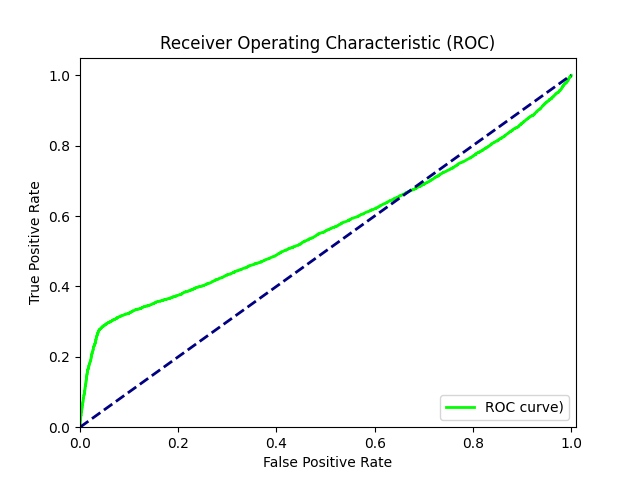 Receiver Operating Characteristic (ROC)
True Positive Rate
1.0
0.8
0.6
0.4
0.2
0.0
0.0 0.2 0.4 0.6 0.8 1.0
False Positive Rate
ROC curve)